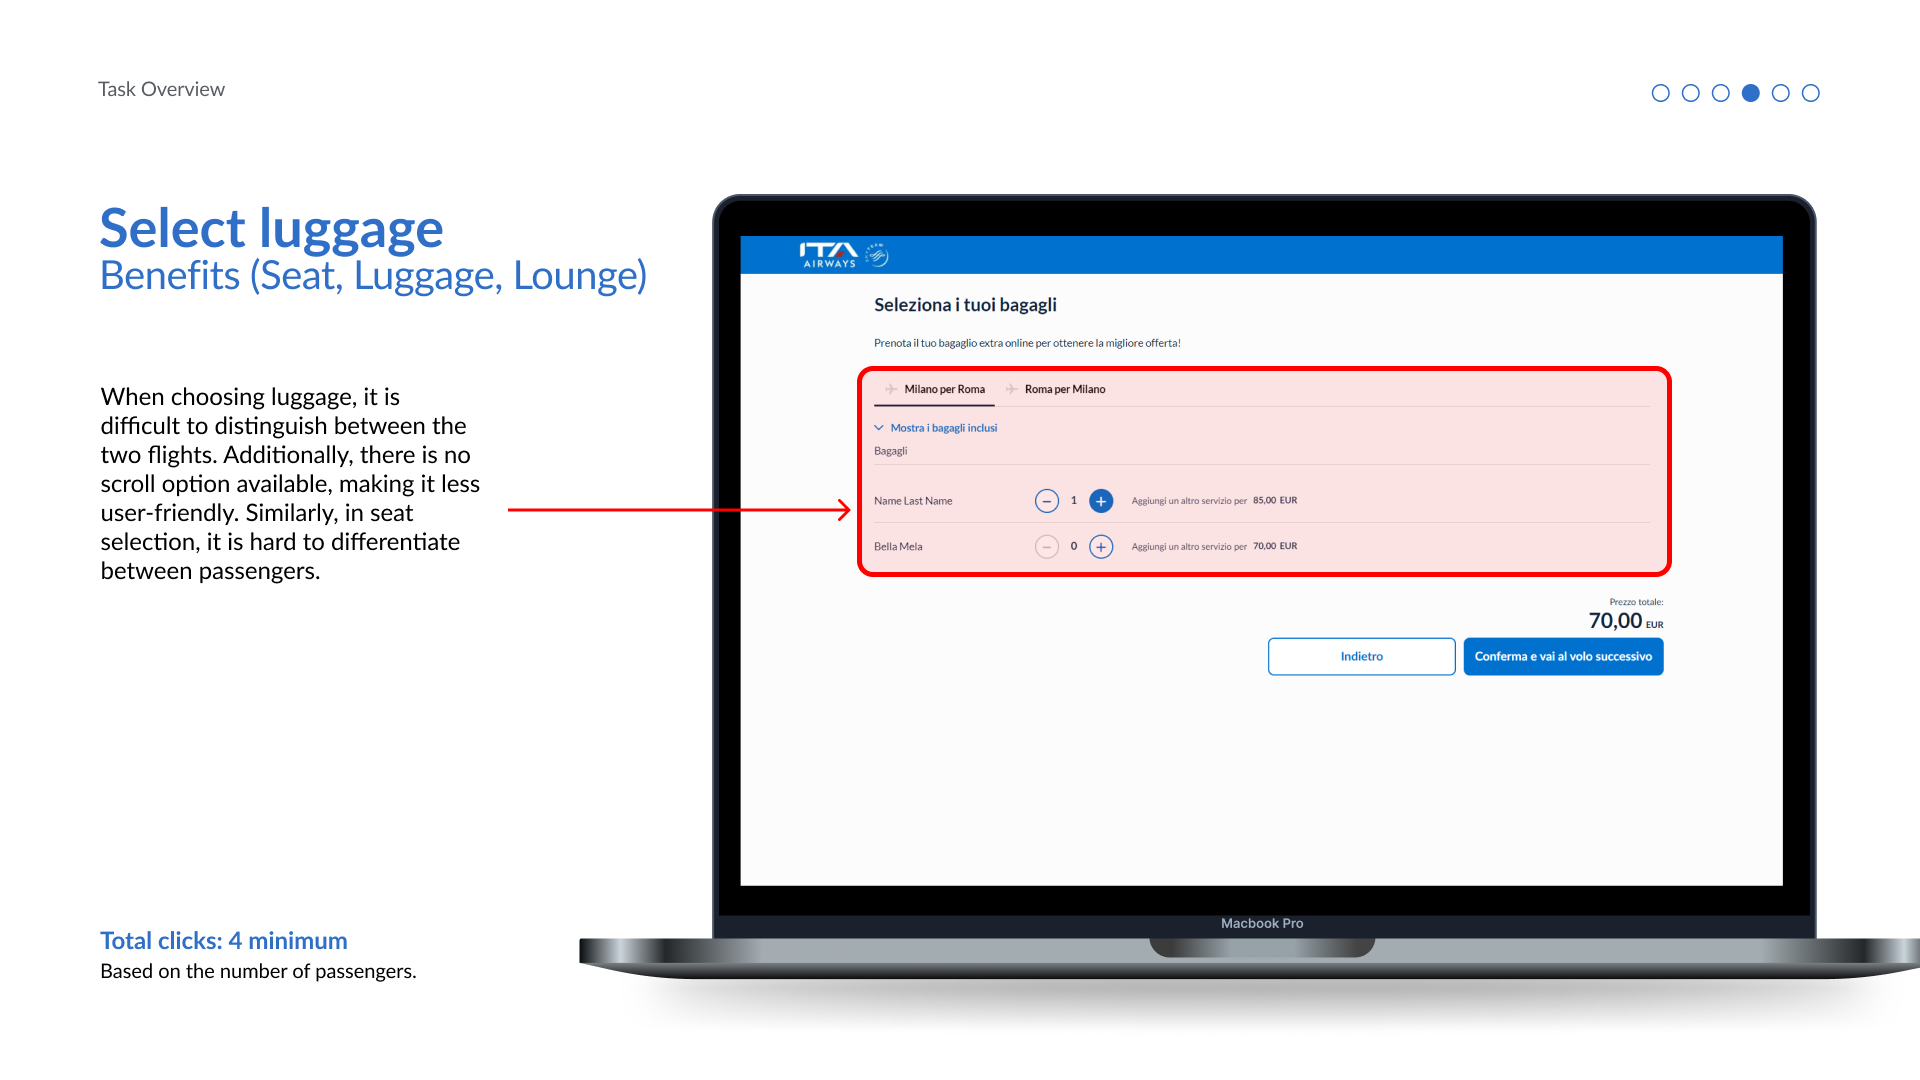 Task Overview
Select luggage
Benefits (Seat, Luggage, Lounge)
When choosing luggage, it is
difficult to distinguish between the
two flights. Additionally, there is no
scroll option available, making it less
user-friendly. Similarly, in seat
selection, it is hard to differentiate
between passengers.
Total clicks: 4 minimum
Based on the number of passengers.
ITA
AIRWAYS
Seleziona i tuoi bagagli
Prenota il tuo bagaglio extra online per ottenere la migliore offerta!
Milano per Roma Roma per Milano
Mostra i bagagli inclusi
Bagagli
Name Last Name − 1 + Aggiungi un altro servizio per 85,00 EUR
Bella Mela − 0 + Aggiungi un altro servizio per 70,00 EUR
Prezzo totale:
70,00 EUR
Indietro Conferma e vai al volo successivo
Macbook Pro